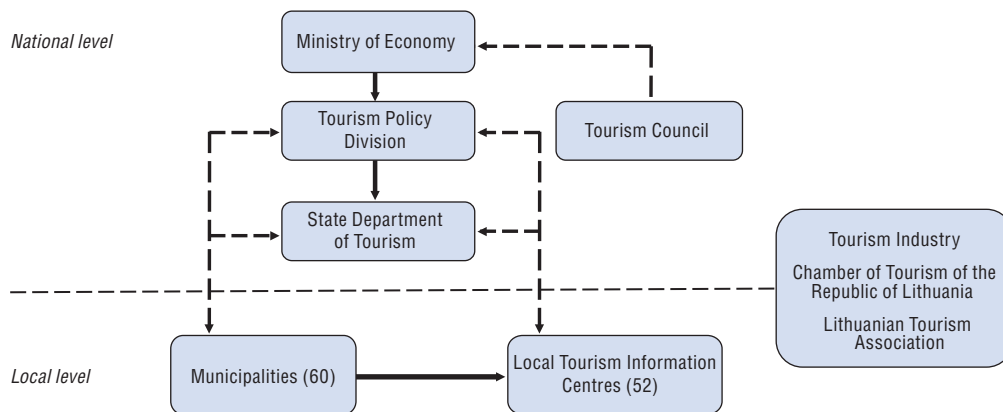 National level
Ministry of Economy
Tourism Policy
Division
Tourism Council
State Department
of Tourism
Tourism Industry
Chamber of Tourism of the
Republic of Lithuania
Lithuanian Tourism
Association
Local level
Municipalities (60)
Local Tourism Information
Centres (52)